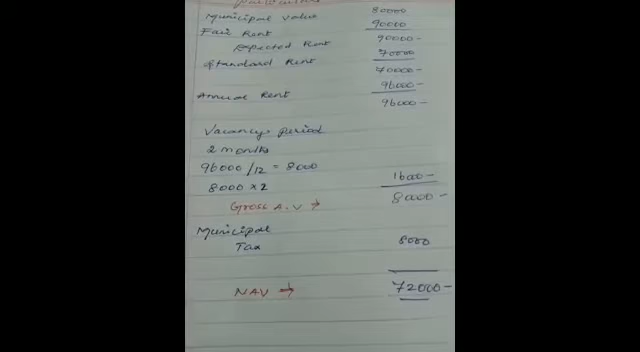 Particulars
Municipal Value 80000
Fair Rent 90000
Expected Rent 90000-
Standard Rent 70000
70000-
Annual Rent 96000-
96000-
Vacancy period
2 months
96000/12 = 8000
8000 x 2 16000-
Gross A.V → 80000-
Municipal
Tax 8000
NAV → 72000-